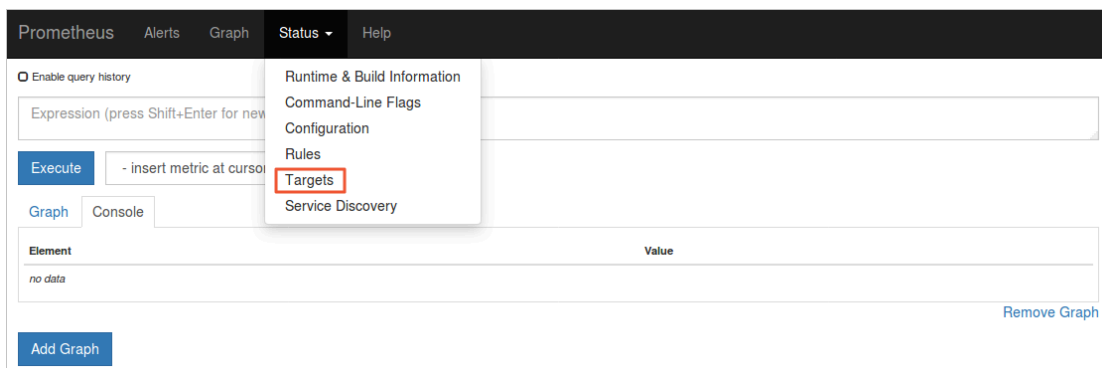 Prometheus Alerts Graph Status Help
Enable query history
Expression (press Shift+Enter for new
Runtime & Build Information
Command-Line Flags
Configuration
Rules
Targets
Service Discovery
Execute - insert metric at cursor
Graph Console
Element Value
no data
Remove Graph
Add Graph